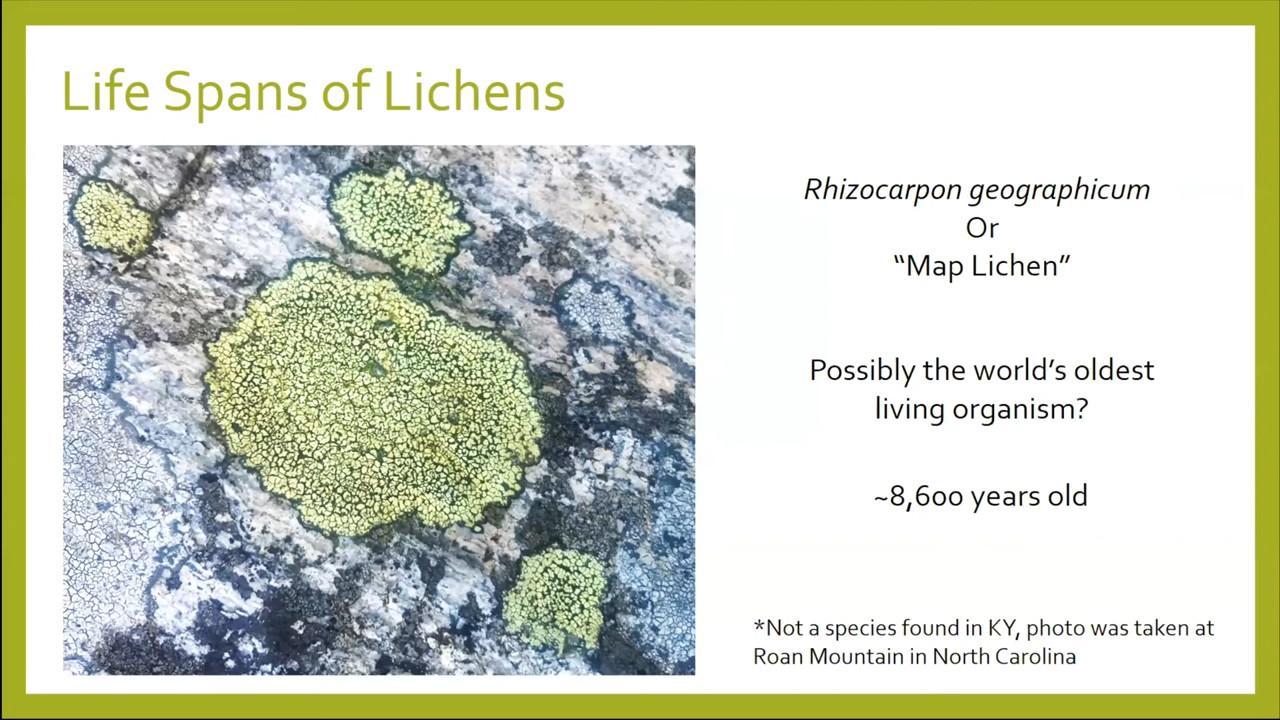 Life Spans of Lichens
Rhizocarpon geographicum
Or
“Map Lichen”
Possibly the world’s oldest
living organism?
~8,600 years old
*Not a species found in KY, photo was taken at
Roan Mountain in North Carolina